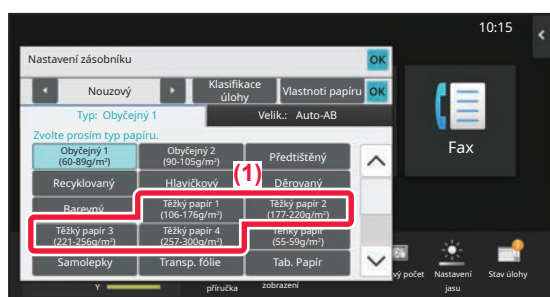 10:15
Nastavení zásobníku
OK
Nouzový
Klasifikace
úlohy
Vlastnoti papíru
OK
Typ: Obyčejný 1
Velik.: Auto-AB
Zvolte prosím typ papíru.
Obyčejný 1
(60-89g/m²)
Obyčejný 2
(90-105g/m²)
Předtištěný
Recyklovaný
Hlavičkový
(1)
Děrovaný
Barevný
Těžký papír 1
(106-176g/m²)
Těžký papír 2
(177-220g/m²)
Těžký papír 3
(221-256g/m²)
Těžký papír 4
(257-300g/m²)
Tenký papír
(55-59g/m²)
Samolepky
Transp. fólie
Tab. Papír
Fax
Y
příručka
zobrazení
vý počet
Nastavení
jasu
Stav úlohy